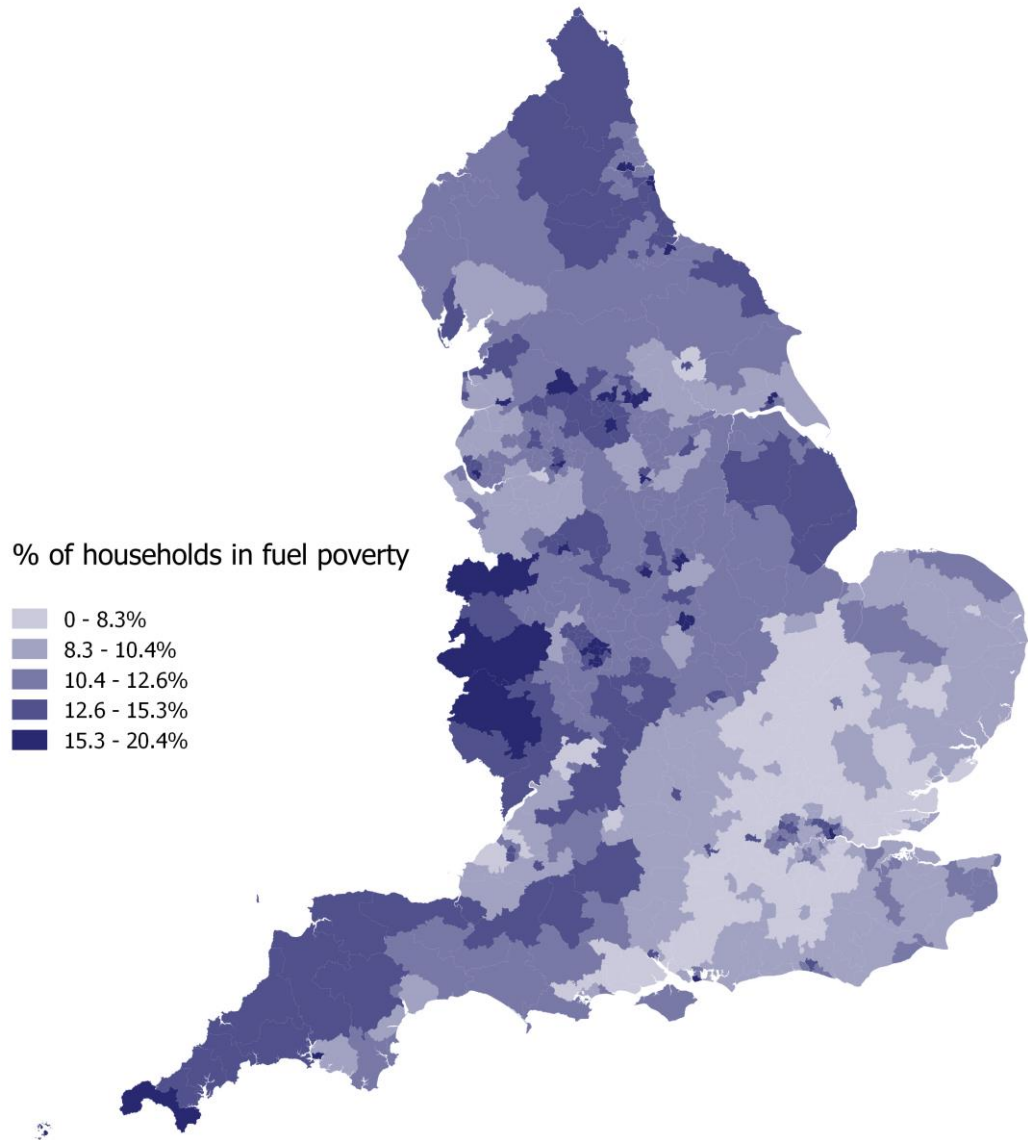 % of households in fuel poverty
0 - 8.3%
8.3 - 10.4%
10.4 - 12.6%
12.6 - 15.3%
15.3 - 20.4%